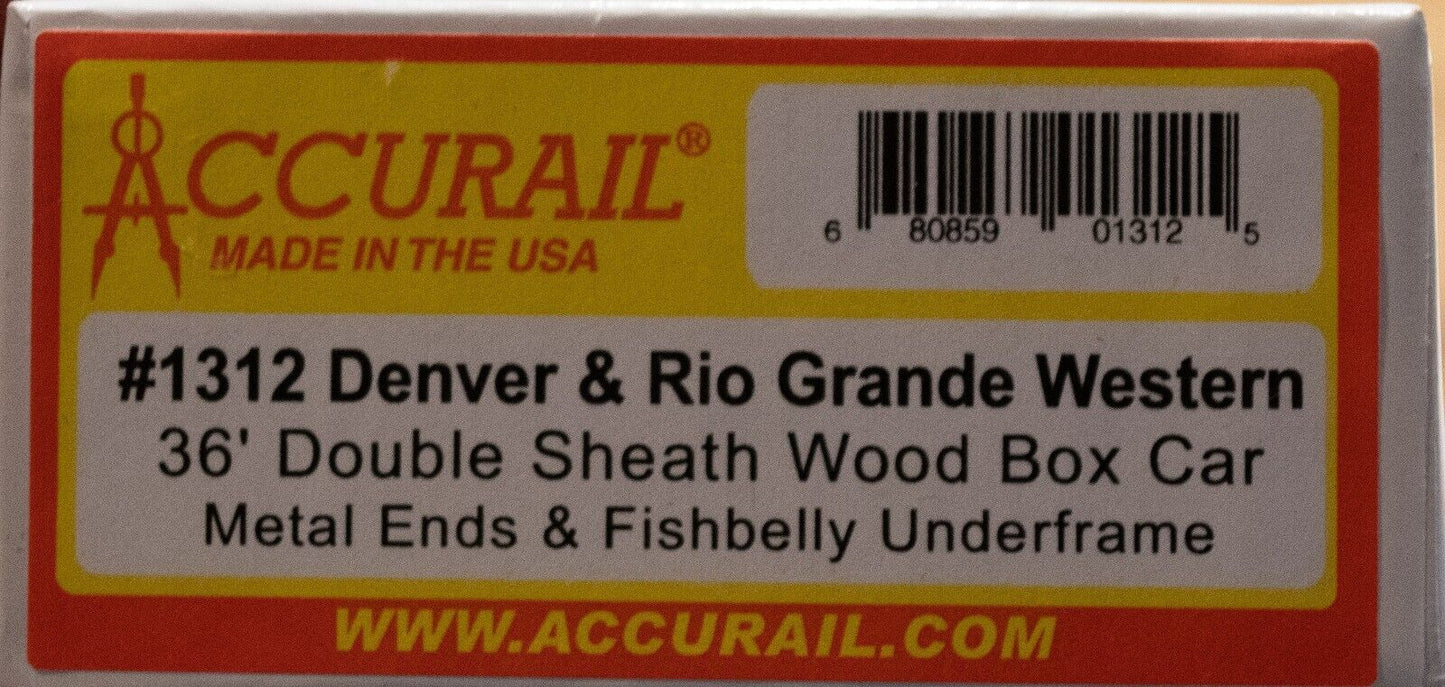 ACCURAIL®
MADE IN THE USA
6 80859 01312 5
#1312 Denver & Rio Grande Western
36' Double Sheath Wood Box Car
Metal Ends & Fishbelly Underframe
WWW.ACCURAIL.COM